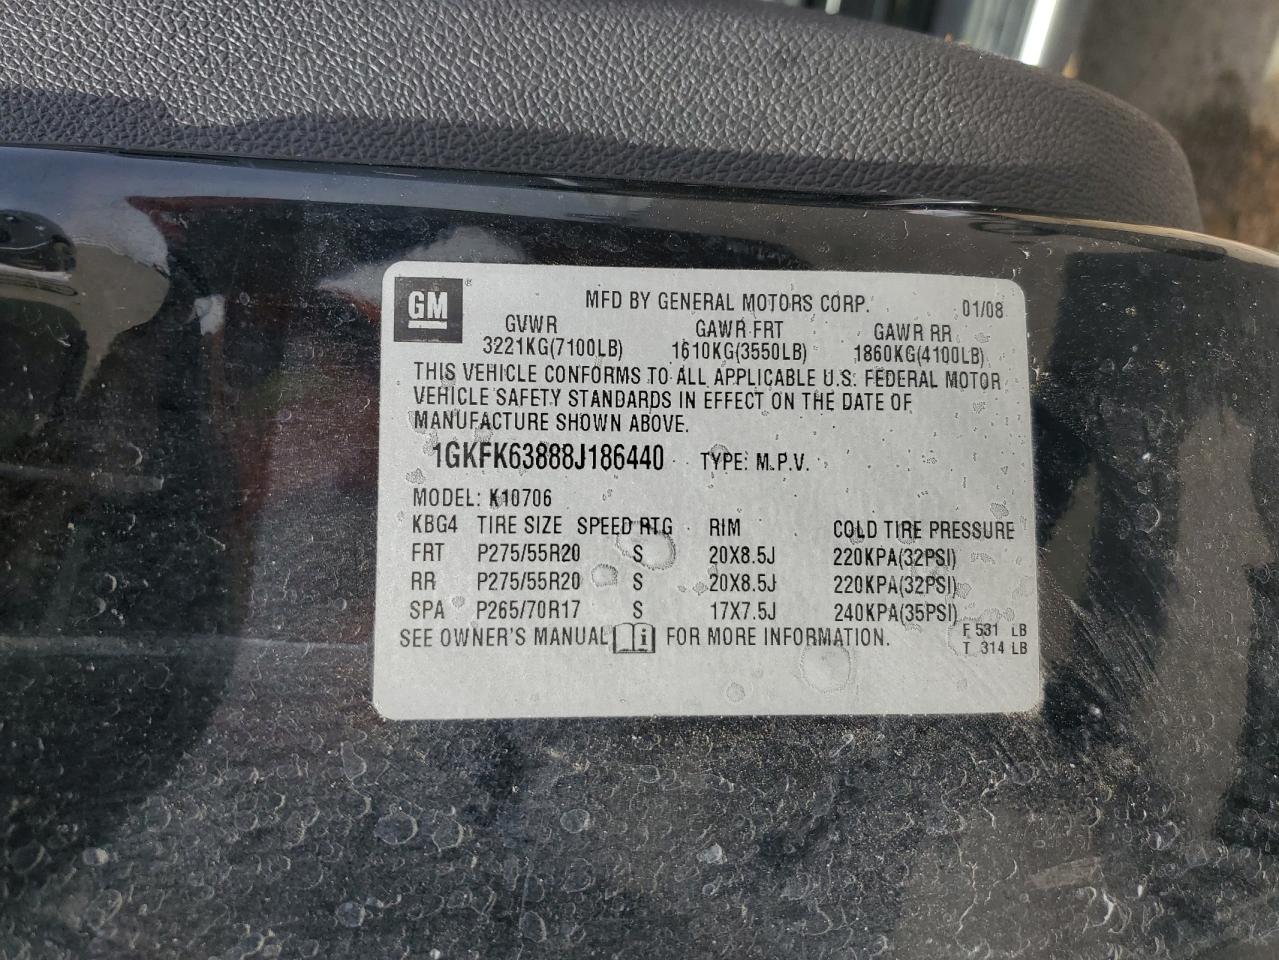 GM ®
MFD BY GENERAL MOTORS CORP. 01/08
GVWR GAWR FRT GAWR RR
3221KG(7100LB) 1610KG(3550LB) 1860KG(4100LB)
THIS VEHICLE CONFORMS TO ALL APPLICABLE U.S. FEDERAL MOTOR
VEHICLE SAFETY STANDARDS IN EFFECT ON THE DATE OF
MANUFACTURE SHOWN ABOVE.
1GKFK63888J186440 TYPE: M.P.V.
MODEL: K10706
KBG4 TIRE SIZE SPEED RTG RIM COLD TIRE PRESSURE
FRT P275/55R20 S 20X8.5J 220KPA(32PSI)
RR P275/55R20 S 20X8.5J 220KPA(32PSI)
SPA P265/70R17 S 17X7.5J 240KPA(35PSI)
SEE OWNER'S MANUAL i FOR MORE INFORMATION.
F 531 LB
T 314 LB